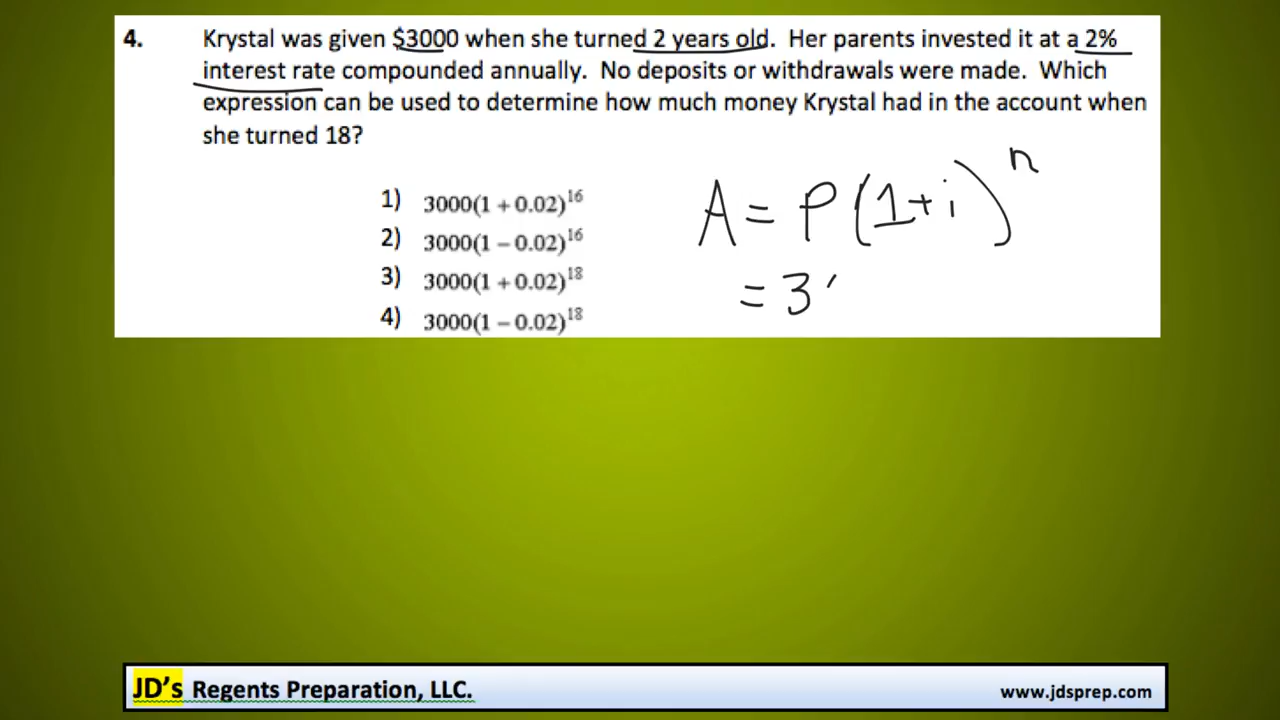 4. Krystal was given $3000 when she turned 2 years old. Her parents invested it at a 2%
interest rate compounded annually. No deposits or withdrawals were made. Which
expression can be used to determine how much money Krystal had in the account when
she turned 18?
1) 3000(1 + 0.02)^16
2) 3000(1 − 0.02)^16
3) 3000(1 + 0.02)^18
4) 3000(1 − 0.02)^18
A = P(1+i)^n
= 3
JD's Regents Preparation, LLC.
www.jdsprep.com